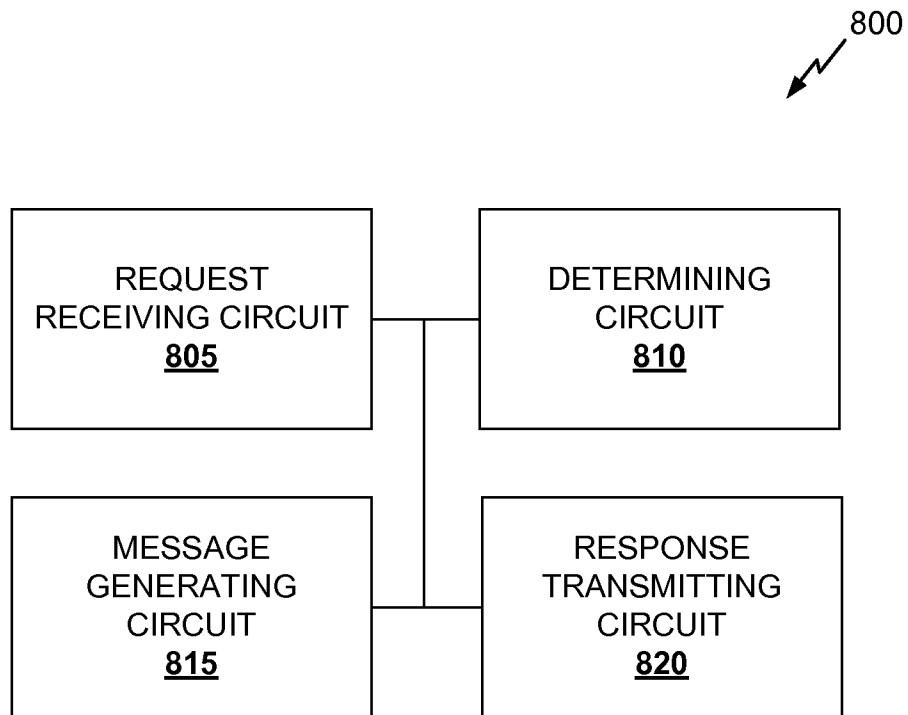 800
REQUEST
RECEIVING CIRCUIT
805
DETERMINING
CIRCUIT
810
MESSAGE
GENERATING
CIRCUIT
815
RESPONSE
TRANSMITTING
CIRCUIT
820